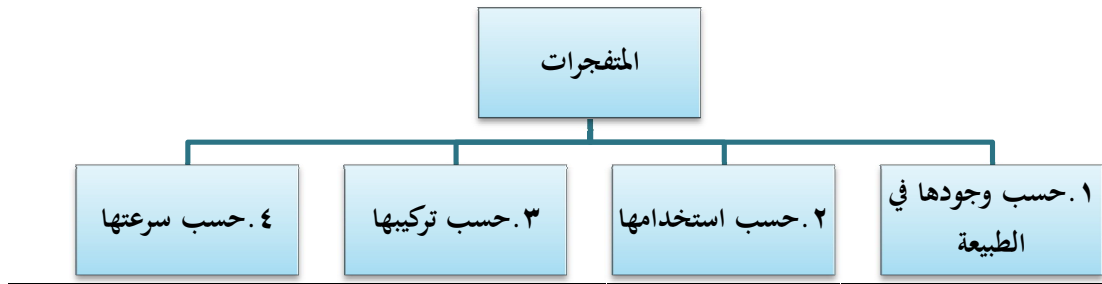 المتفجرات
١.حسب وجودها في
الطبيعة
٢.حسب استخدامها
٣.حسب تركيبها
٤.حسب سرعتها